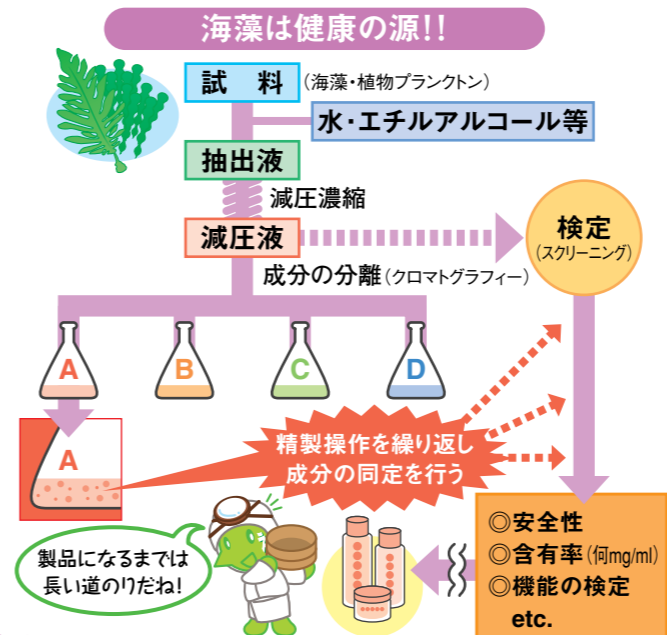 海藻は健康の源!!
試料(海藻・植物プランクトン)
水・エチルアルコール等
抽出液
減圧濃縮
減圧液
検定
(スクリーニング)
成分の分離(クロマトグラフィー)
A
B
C
D
A
精製操作を繰り返し
成分の同定を行う
製品になるまでは
長い道のりだね!
◎安全性
◎含有率(何mg/ml)
◎機能の検定
etc.